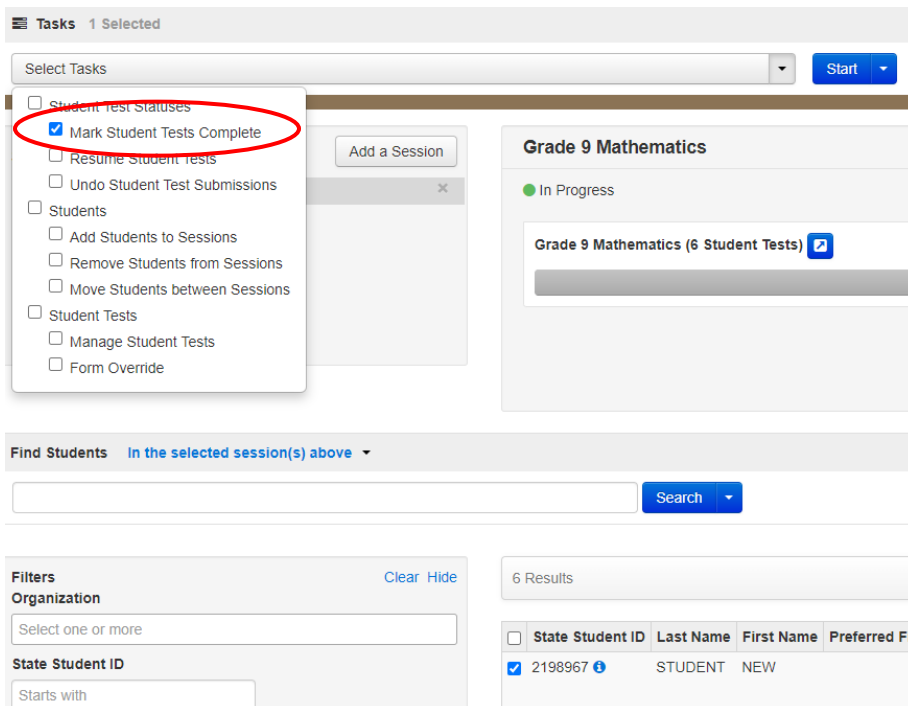 Tasks 1 Selected
Select Tasks
Start
Student Test Statuses
Mark Student Tests Complete
Resume Student Tests
Undo Student Test Submissions
Students
Add Students to Sessions
Remove Students from Sessions
Move Students between Sessions
Student Tests
Manage Student Tests
Form Override
Add a Session
Grade 9 Mathematics
In Progress
Grade 9 Mathematics (6 Student Tests)
Find Students In the selected session(s) above
Search
Filters Clear Hide
Organization
Select one or more
State Student ID
Starts with
6 Results
State Student ID Last Name First Name Preferred F
2198967 STUDENT NEW